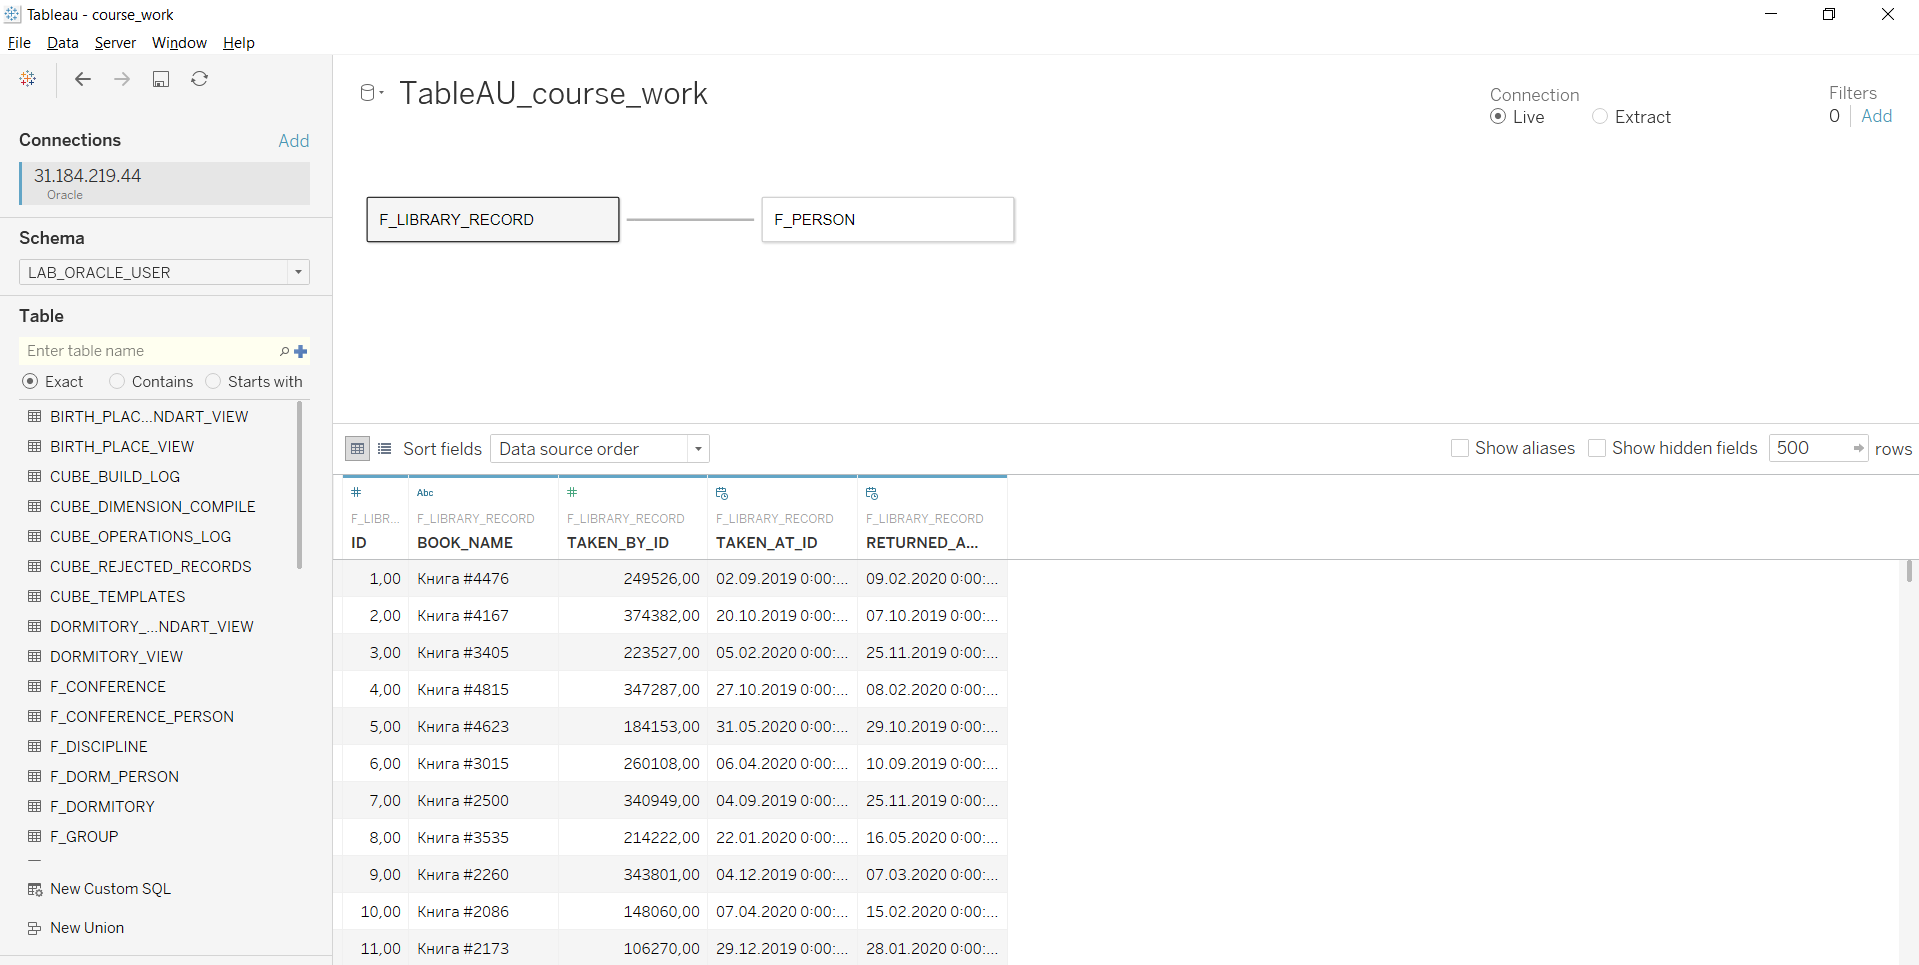 Tableau - course_work
File Data Server Window Help
Connections Add
31.184.219.44
Oracle
Schema
LAB_ORACLE_USER
Table
Enter table name
Exact Contains Starts with
BIRTH_PLAC...NDART_VIEW
BIRTH_PLACE_VIEW
CUBE_BUILD_LOG
CUBE_DIMENSION_COMPILE
CUBE_OPERATIONS_LOG
CUBE_REJECTED_RECORDS
CUBE_TEMPLATES
DORMITORY_...NDART_VIEW
DORMITORY_VIEW
F_CONFERENCE
F_CONFERENCE_PERSON
F_DISCIPLINE
F_DORM_PERSON
F_DORMITORY
F_GROUP
New Custom SQL
New Union
TableAU_course_work
Connection
Live Extract
Filters
0 Add
F_LIBRARY_RECORD F_PERSON
Sort fields Data source order Show aliases Show hidden fields 500 rows
# Abc #
F_LIBR... F_LIBRARY_RECORD F_LIBRARY_RECORD F_LIBRARY_RECORD F_LIBRARY_RECORD
ID BOOK_NAME TAKEN_BY_ID TAKEN_AT_ID RETURNED_A...
1,00 Книга #4476 249526,00 02.09.2019 0:00:... 09.02.2020 0:00:...
2,00 Книга #4167 374382,00 20.10.2019 0:00:... 07.10.2019 0:00:...
3,00 Книга #3405 223527,00 05.02.2020 0:00:... 25.11.2019 0:00:...
4,00 Книга #4815 347287,00 27.10.2019 0:00:... 08.02.2020 0:00:...
5,00 Книга #4623 184153,00 31.05.2020 0:00:... 29.10.2019 0:00:...
6,00 Книга #3015 260108,00 06.04.2020 0:00:... 10.09.2019 0:00:...
7,00 Книга #2500 340949,00 04.09.2019 0:00:... 25.11.2019 0:00:...
8,00 Книга #3535 214222,00 22.01.2020 0:00:... 16.05.2020 0:00:...
9,00 Книга #2260 343801,00 04.12.2019 0:00:... 07.03.2020 0:00:...
10,00 Книга #2086 148060,00 07.04.2020 0:00:... 15.02.2020 0:00:...
11,00 Книга #2173 106270,00 29.12.2019 0:00:... 28.01.2020 0:00:...